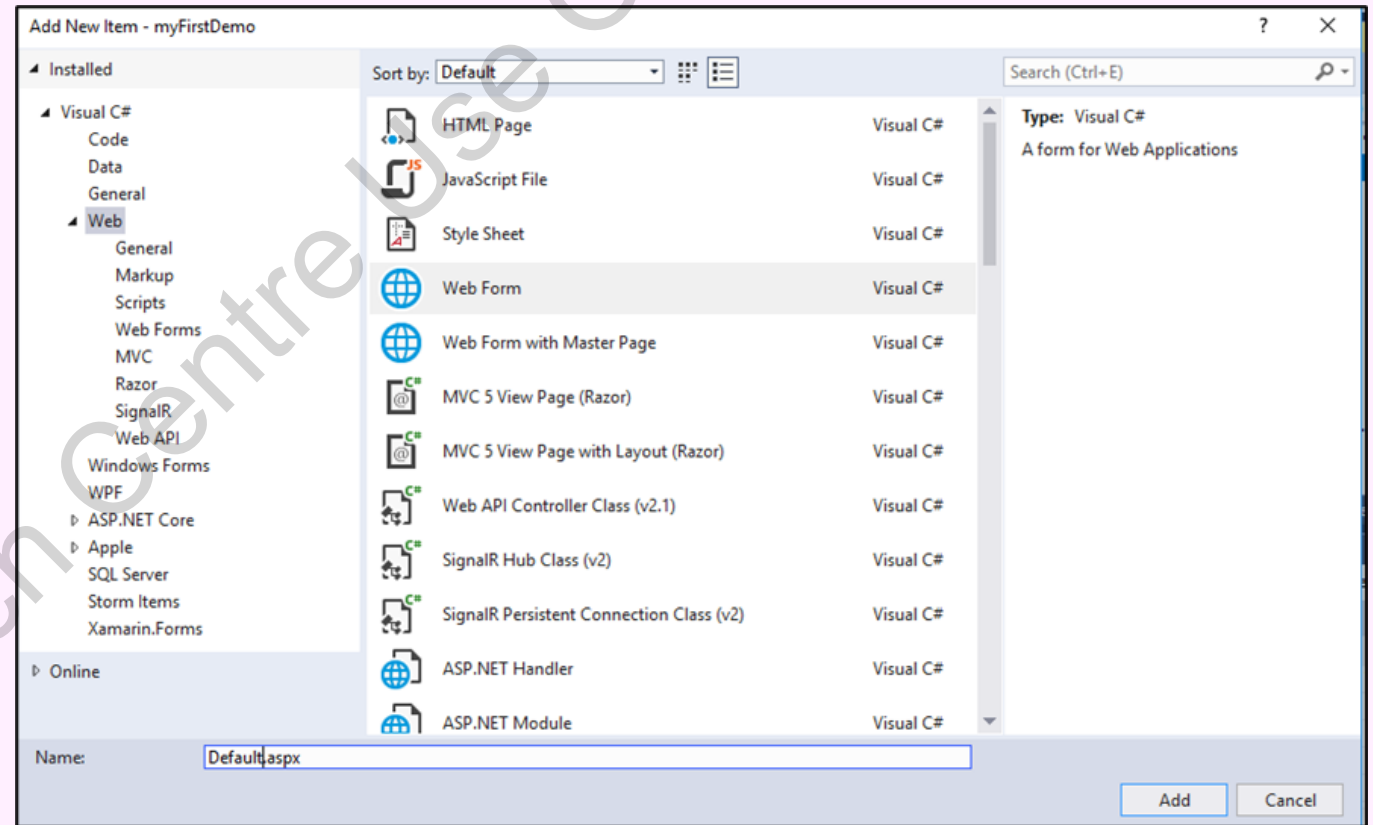 Add New Item - myFirstDemo ? ×
Installed
Sort by: Default
Search (Ctrl+E)
Visual C#
Code
Data
General
Web
General
Markup
Scripts
Web Forms
MVC
Razor
SignalR
Web API
Windows Forms
WPF
ASP.NET Core
Apple
SQL Server
Storm Items
Xamarin.Forms
Online
HTML Page Visual C#
JavaScript File Visual C#
Style Sheet Visual C#
Web Form Visual C#
Web Form with Master Page Visual C#
MVC 5 View Page (Razor) Visual C#
MVC 5 View Page with Layout (Razor) Visual C#
Web API Controller Class (v2.1) Visual C#
SignalR Hub Class (v2) Visual C#
SignalR Persistent Connection Class (v2) Visual C#
ASP.NET Handler Visual C#
ASP.NET Module Visual C#
Type: Visual C#
A form for Web Applications
Name: Default.aspx
Add Cancel
Centre Use